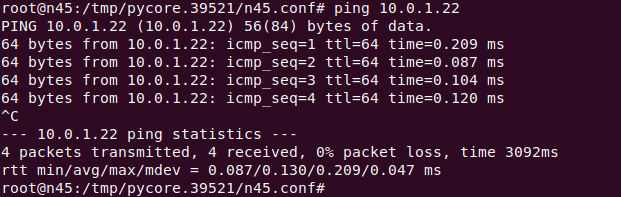 root@n45:/tmp/pycore.39521/n45.conf# ping 10.0.1.22
PING 10.0.1.22 (10.0.1.22) 56(84) bytes of data.
64 bytes from 10.0.1.22: icmp_seq=1 ttl=64 time=0.209 ms
64 bytes from 10.0.1.22: icmp_seq=2 ttl=64 time=0.087 ms
64 bytes from 10.0.1.22: icmp_seq=3 ttl=64 time=0.104 ms
64 bytes from 10.0.1.22: icmp_seq=4 ttl=64 time=0.120 ms
^C
--- 10.0.1.22 ping statistics ---
4 packets transmitted, 4 received, 0% packet loss, time 3092ms
rtt min/avg/max/mdev = 0.087/0.130/0.209/0.047 ms
root@n45:/tmp/pycore.39521/n45.conf#